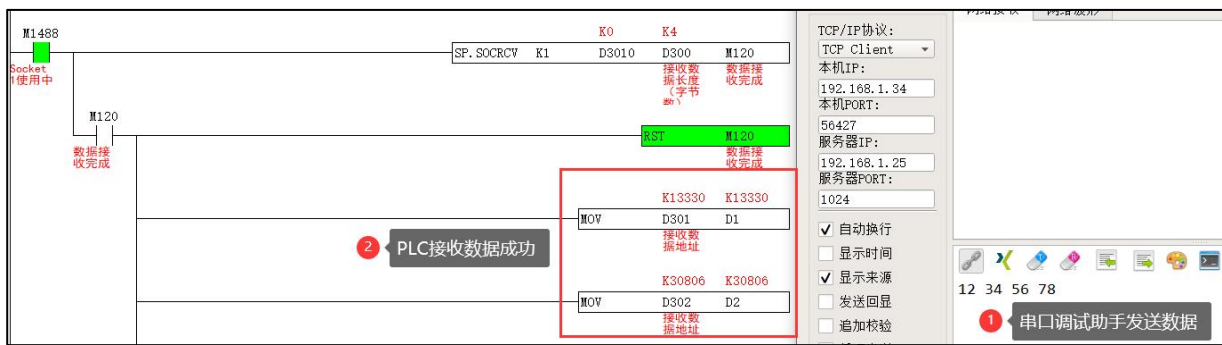 M1488
K0 K4
SP.SOCRCV K1 D3010 D300 M120
Socket
1使用中
接收数
据长度
（字节
数）
数据接
收完成
M120
数据接
收完成
RST M120
数据接
收完成
K13330 K13330
MOV D301 D1
接收数
据地址
2 PLC接收数据成功
K30806 K30806
MOV D302 D2
接收数
据地址
TCP/IP协议:
TCP Client
本机IP:
192.168.1.34
本机PORT:
56427
服务器IP:
192.168.1.25
服务器PORT:
1024
自动换行
显示时间
显示来源
发送回显
追加校验
12 34 56 78
1 串口调试助手发送数据